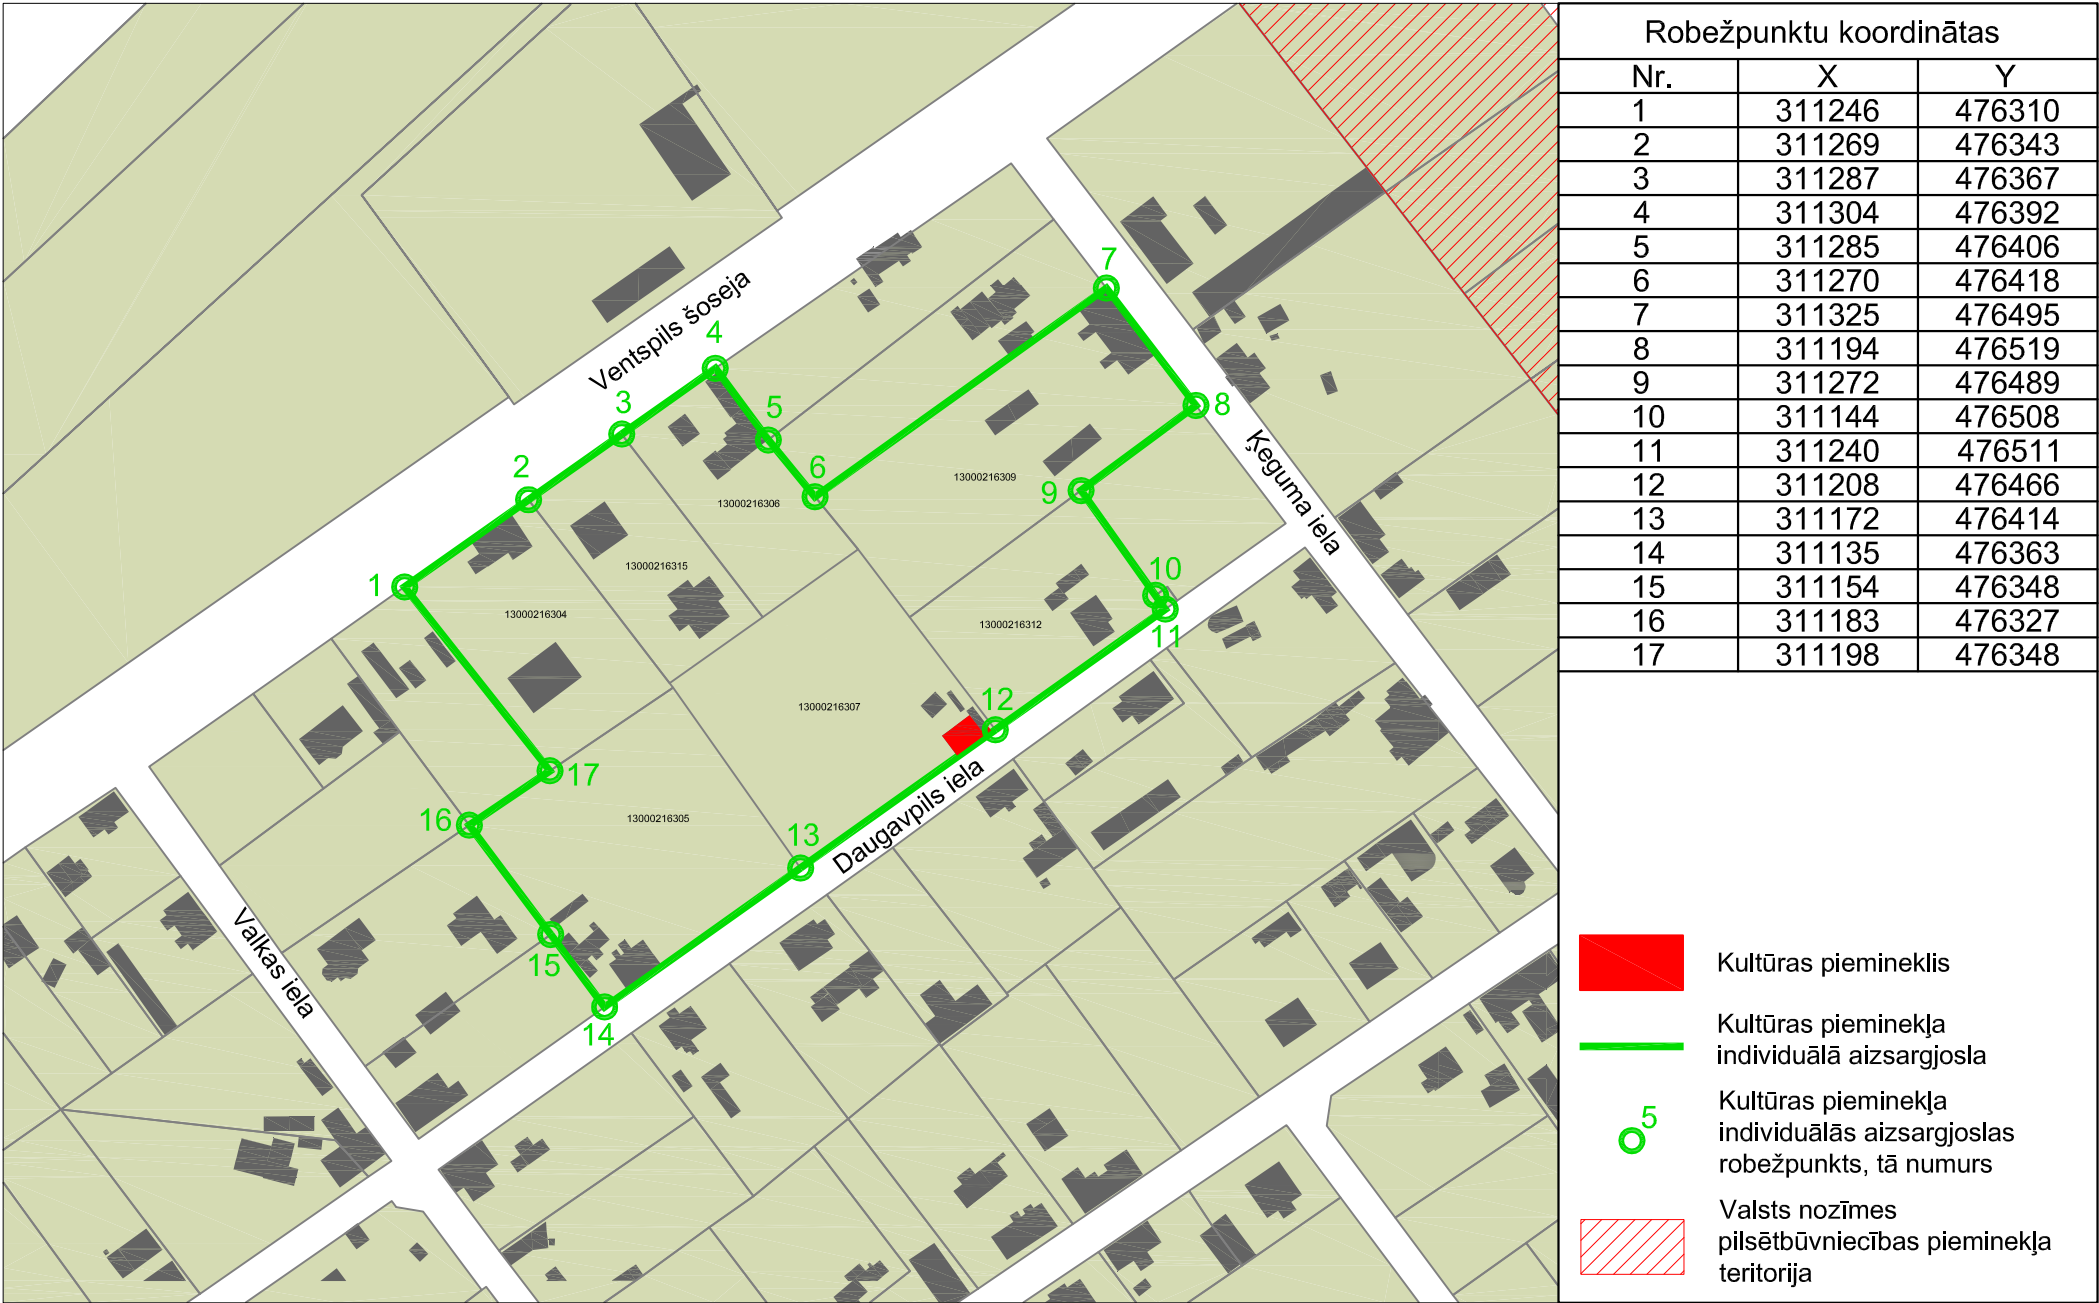 Robežpunktu koordinātas
Nr. X Y
1 311246 476310
2 311269 476343
3 311287 476367
4 311304 476392
5 311285 476406
6 311270 476418
7 311325 476495
8 311194 476519
9 311272 476489
10 311144 476508
11 311240 476511
12 311208 476466
13 311172 476414
14 311135 476363
15 311154 476348
16 311183 476327
17 311198 476348
Kultūras piemineklis
Kultūras pieminekļa
individuālā aizsargjosla
5
Kultūras pieminekļa
individuālās aizsargjoslas
robežpunkts, tā numurs
Valsts nozīmes
pilsētbūvniecības pieminekļa
teritorija
Ventspils šoseja
Ķeguma iela
Daugavpils iela
Valkas iela
7
4
3
5
8
2
6
9
13000216309
13000216306
1
13000216315
10
13000216304
13000216312
11
12
13000216307
17
16
13000216305
13
15
14